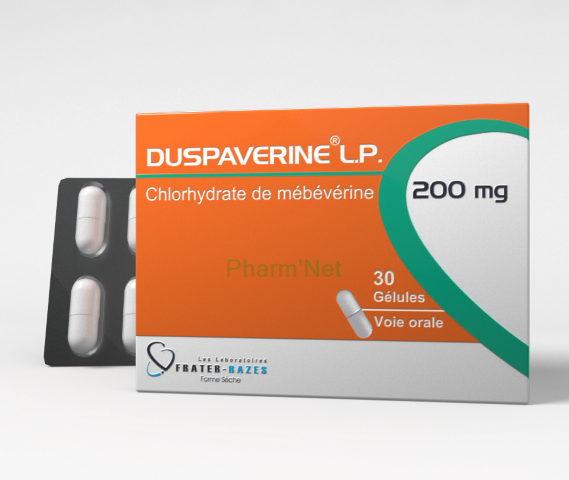 DUSPAVERINE® L.P.
Chlorhydrate de mébévérine
200 mg
Pharm'Net
30
Gélules
Voie orale
Les Laboratoires
FRATER-RAZES
Forme Sèche